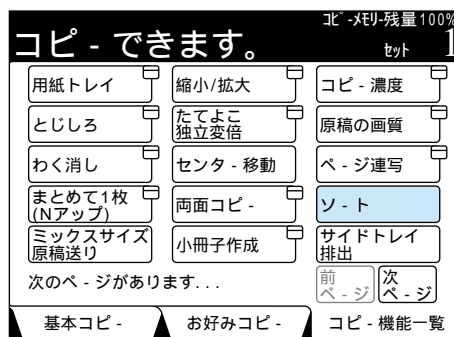 コピ-メモリ-残量100%
コピ-できます。 セット 1
用紙トレイ 縮小/拡大 コピ-濃度
とじしろ たてよこ 原稿の画質
独立変倍
わく消し センタ-移動 ペ-ジ連写
まとめて1枚 両面コピ- ソ-ト
(Nアップ)
ミックスサイズ 小冊子作成 サイドトレイ
原稿送り 排出
次のペ-ジがあります... 前 次
ペ-ジ ペ-ジ
基本コピ- お好みコピ- コピ-機能一覧